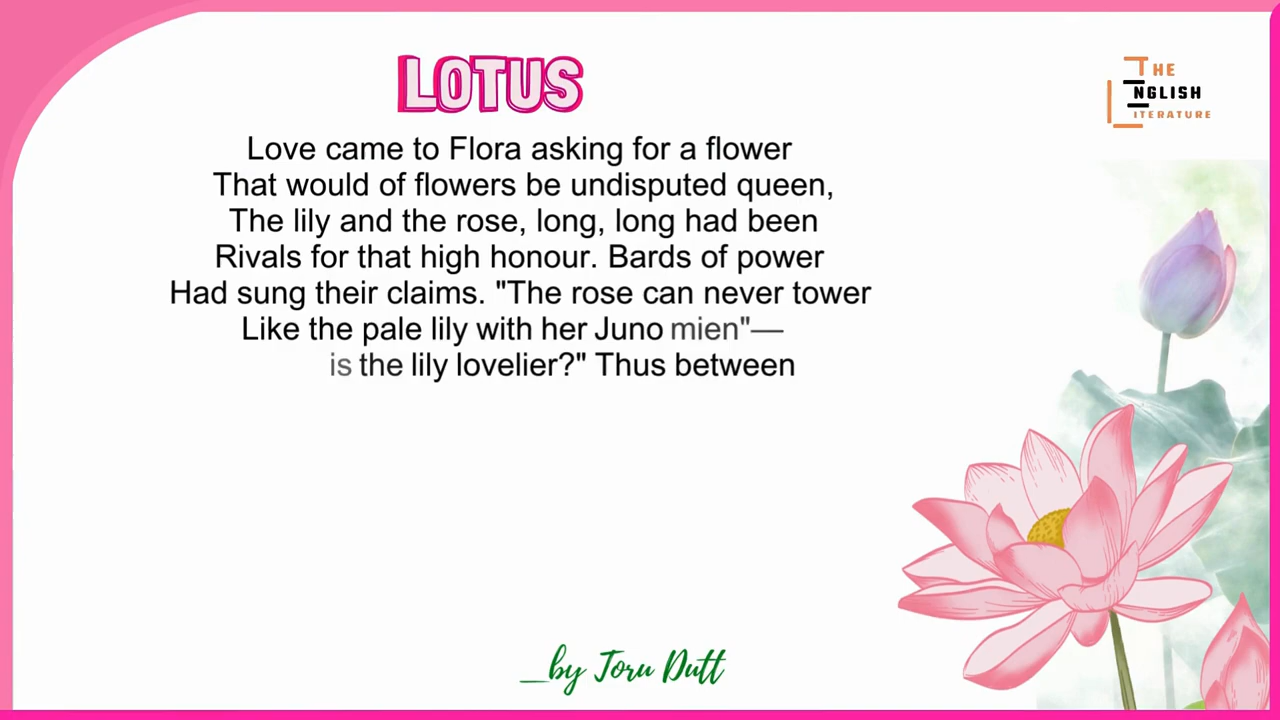 LOTUS
THE
ENGLISH
LITERATURE
Love came to Flora asking for a flower
That would of flowers be undisputed queen,
The lily and the rose, long, long had been
Rivals for that high honour. Bards of power
Had sung their claims. "The rose can never tower
Like the pale lily with her Juno mien"—
is the lily lovelier?" Thus between
__by Toru Dutt